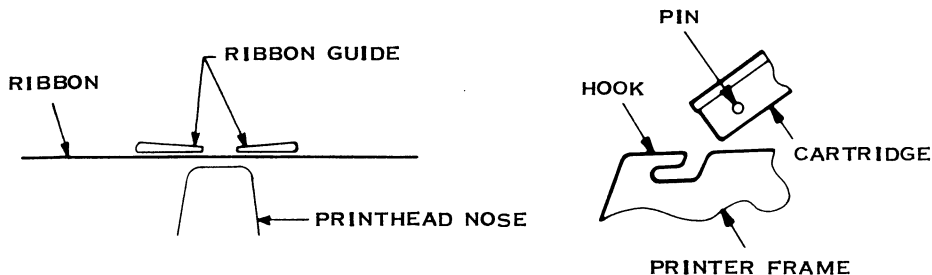 RIBBON GUIDE
RIBBON
PRINTHEAD NOSE
PIN
HOOK
CARTRIDGE
PRINTER FRAME